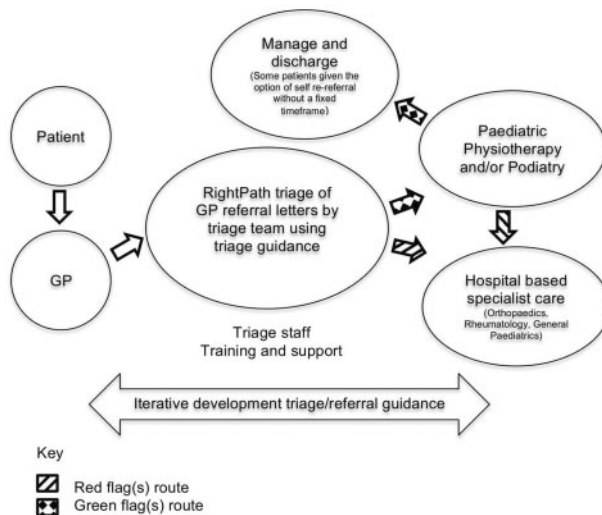 Manage and
discharge
(Some patients given the
option of self re-referral
without a fixed
timeframe)
Patient
Paediatric
Physiotherapy
and/or Podiatry
RightPath triage of
GP referral letters by
triage team using
triage guidance
GP
Hospital based
specialist care
(Orthopaedics,
Rheumatology, General
Paediatrics)
Triage staff
Training and support
Iterative development triage/referral guidance
Key
Red flag(s) route
Green flag(s) route